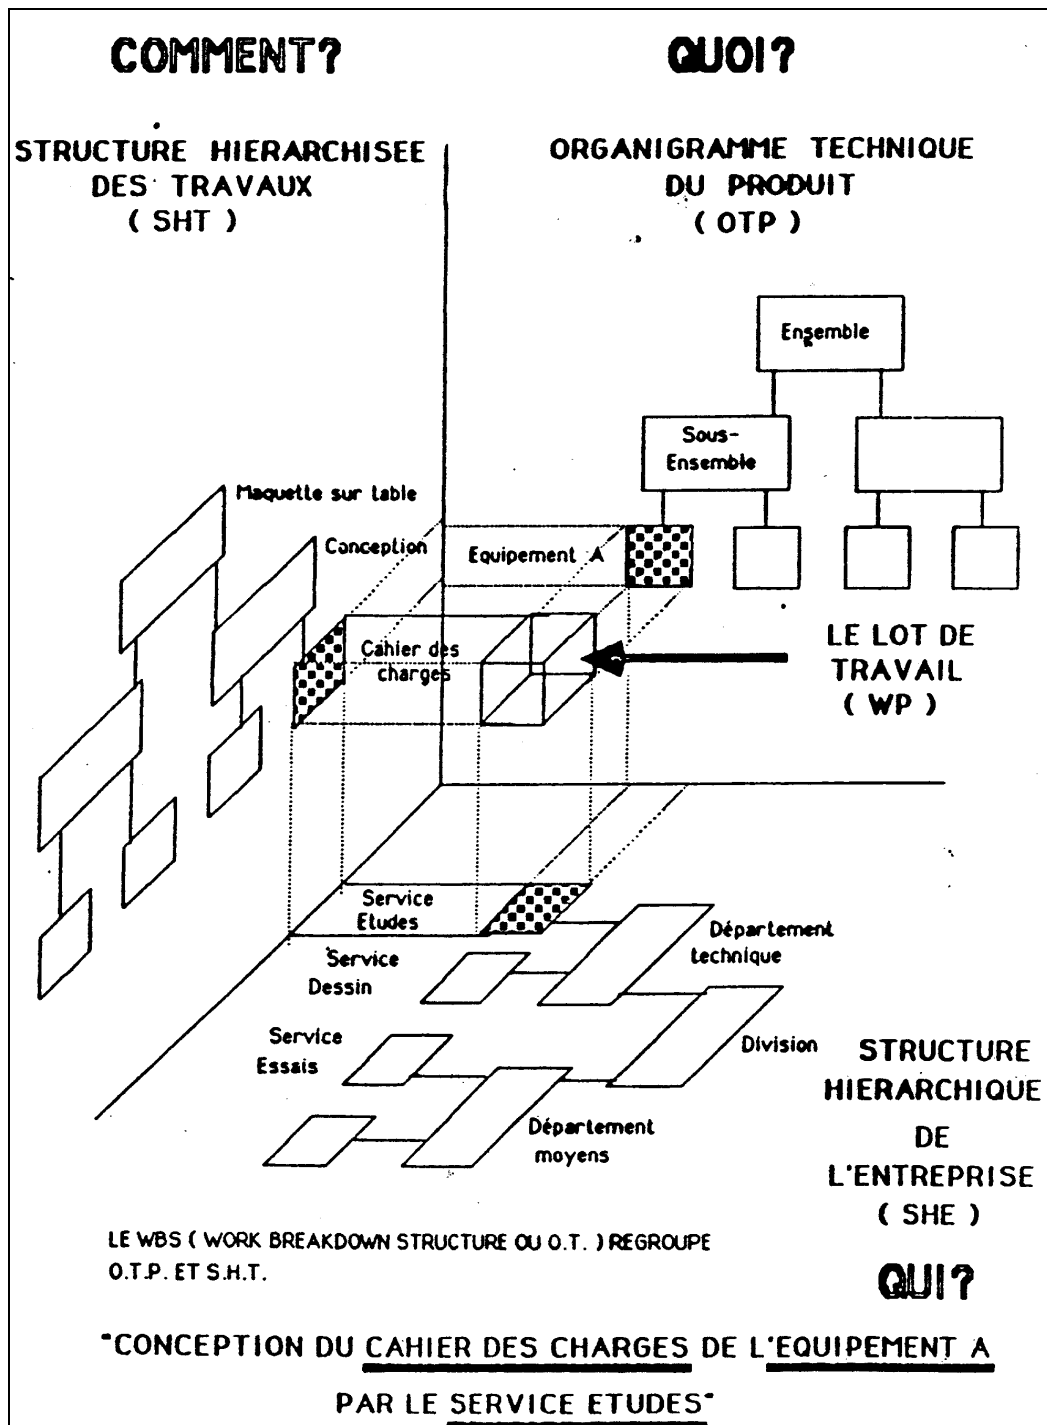 COMMENT?
QUOI?
STRUCTURE HIERARCHISEE
DES TRAVAUX
( SHT )
ORGANIGRAMME TECHNIQUE
DU PRODUIT
( OTP )
Ensemble
Sous-
Ensemble
Maquette sur table
Conception
Equipement A
Cahier des
charges
LE LOT DE
TRAVAIL
( WP )
Service
Etudes
Service
Dessin
Département
technique
Service
Essais
Division
Département
moyens
STRUCTURE
HIERARCHIQUE
DE
L'ENTREPRISE
( SHE )
QUI?
LE WBS ( WORK BREAKDOWN STRUCTURE OU O.T. ) REGROUPE
O.T.P. ET S.H.T.
"CONCEPTION DU CAHIER DES CHARGES DE L'EQUIPEMENT A
PAR LE SERVICE ETUDES"